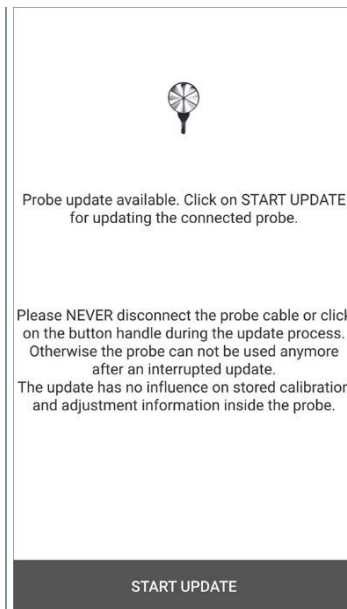 Probe update available. Click on START UPDATE
for updating the connected probe.
Please NEVER disconnect the probe cable or click
on the button handle during the update process.
Otherwise the probe can not be used anymore
after an interrupted update.
The update has no influence on stored calibration
and adjustment information inside the probe.
START UPDATE